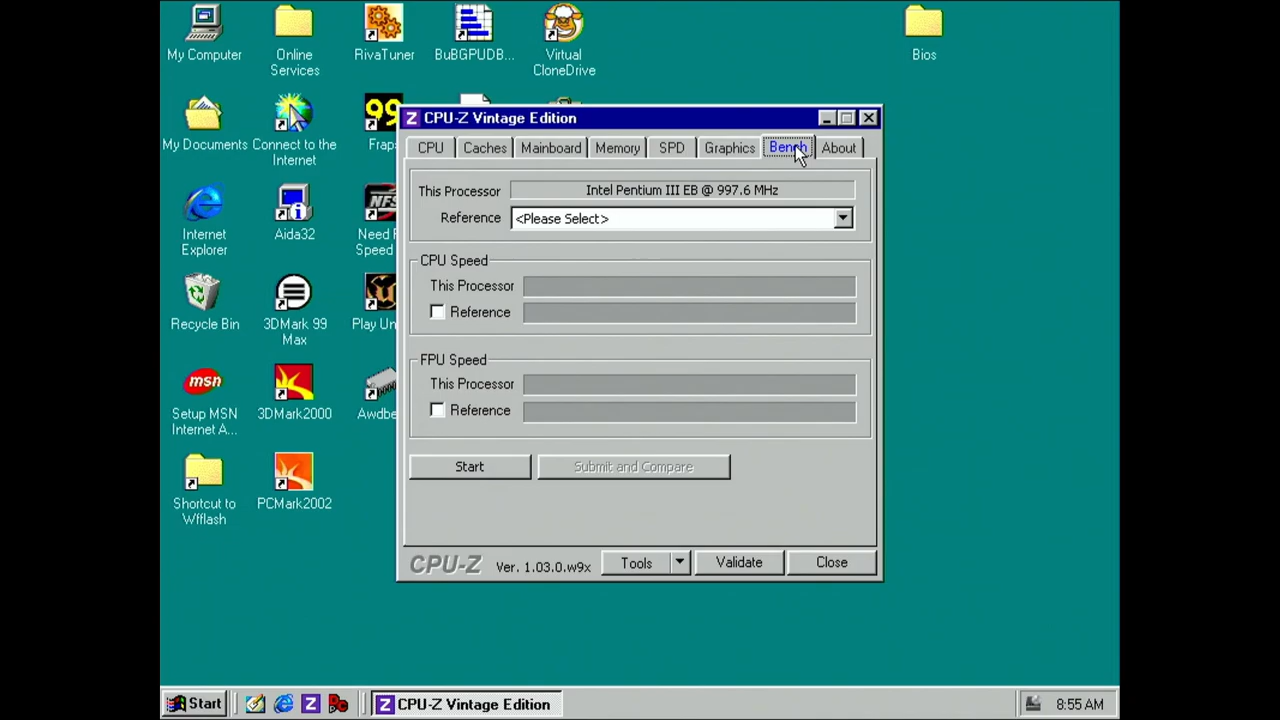 My Computer
Online
Services
RivaTuner
BuBGPUDB...
Virtual
CloneDrive
Bios
My Documents
Connect to the
Internet
99
Fraps
Internet
Explorer
Aida32
NFS
Need F
Speed
Recycle Bin
3DMark 99
Max
Play Un
msn
Setup MSN
Internet A...
3DMark2000
Awdbe
Shortcut to
Wfflash
PCMark2002
Z CPU-Z Vintage Edition
CPU
Caches
Mainboard
Memory
SPD
Graphics
Bench
About
This Processor
Intel Pentium III EB @ 997.6 MHz
Reference
<Please Select>
CPU Speed
This Processor
Reference
FPU Speed
This Processor
Reference
Start
Submit and Compare
CPU-Z
Ver. 1.03.0.w9x
Tools
Validate
Close
Start
Z
Z CPU-Z Vintage Edition
8:55 AM